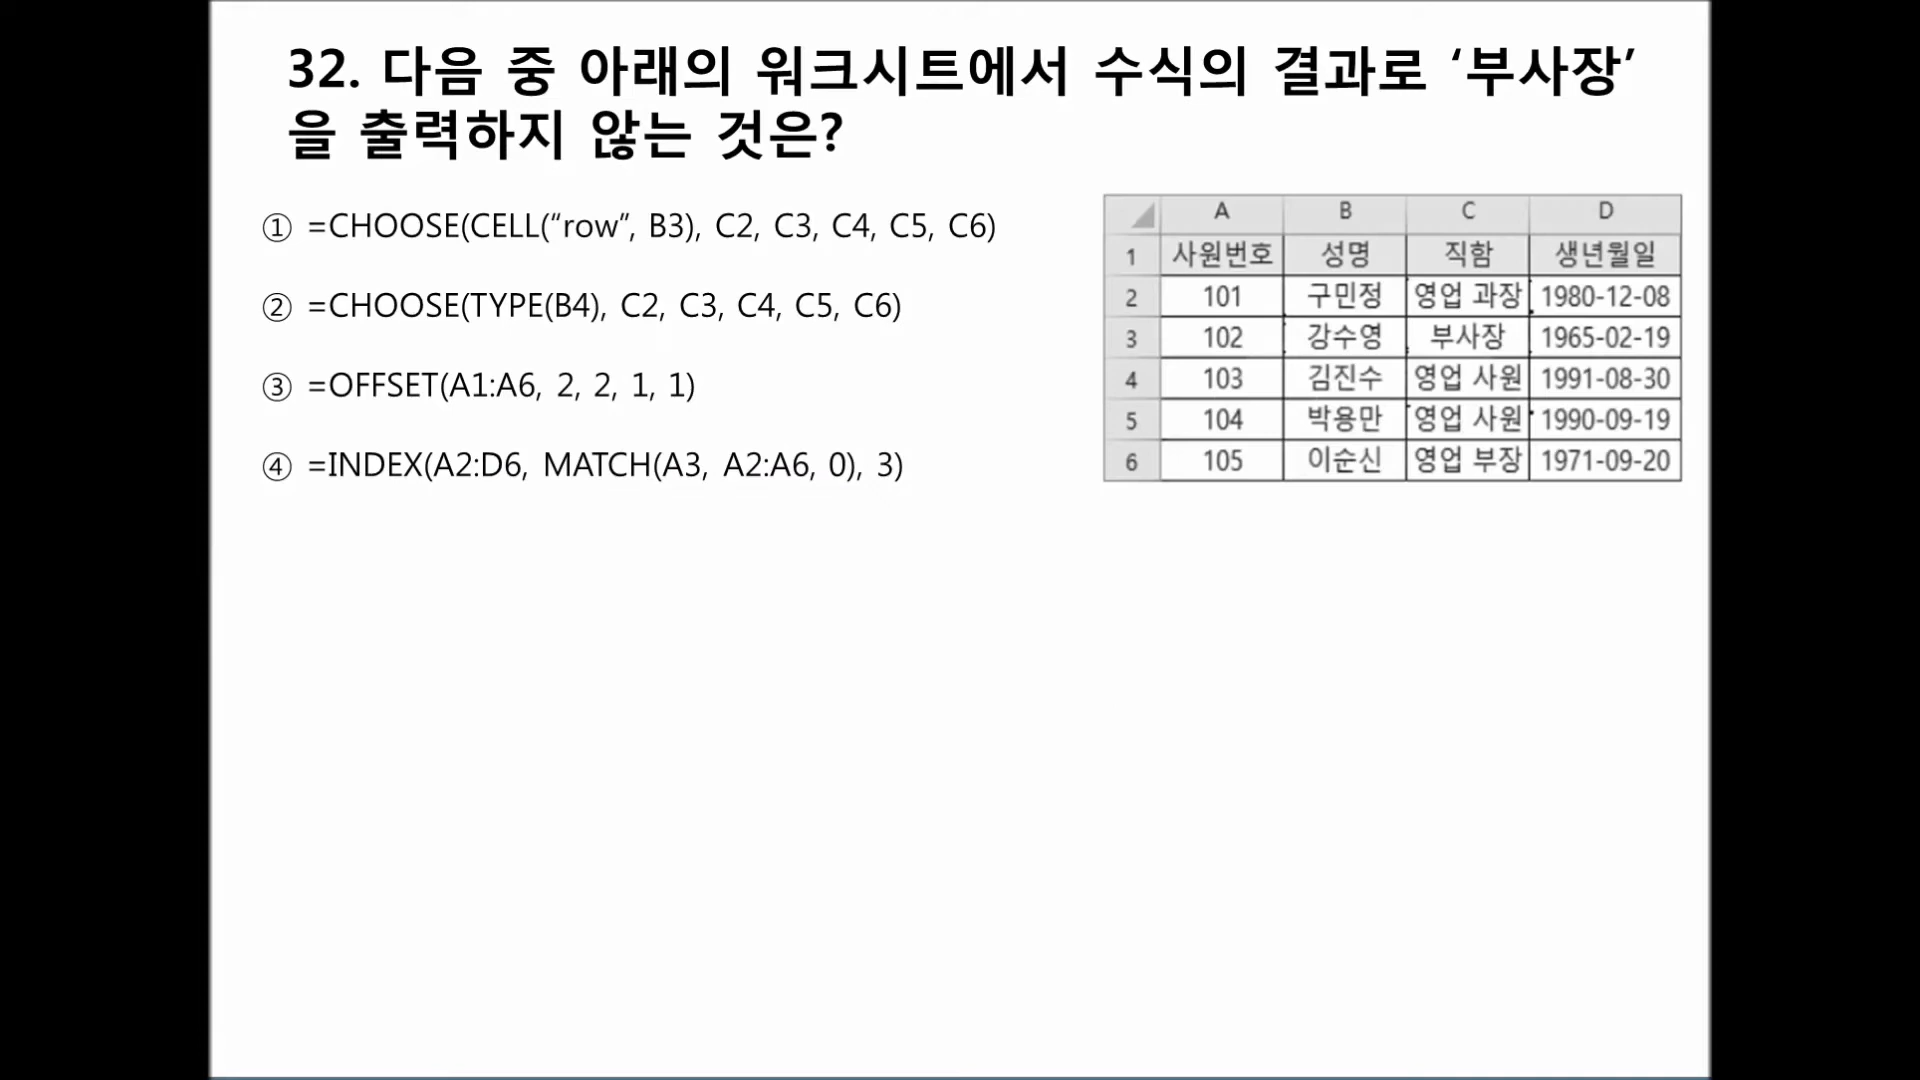 32. 다음 중 아래의 워크시트에서 수식의 결과로 ‘부사장’
을 출력하지 않는 것은?
① =CHOOSE(CELL(“row”, B3), C2, C3, C4, C5, C6)
② =CHOOSE(TYPE(B4), C2, C3, C4, C5, C6)
③ =OFFSET(A1:A6, 2, 2, 1, 1)
④ =INDEX(A2:D6, MATCH(A3, A2:A6, 0), 3)
A B C D
1 사원번호 성명 직함 생년월일
2 101 구민정 영업 과장 1980-12-08
3 102 강수영 부사장 1965-02-19
4 103 김진수 영업 사원 1991-08-30
5 104 박용만 영업 사원 1990-09-19
6 105 이순신 영업 부장 1971-09-20